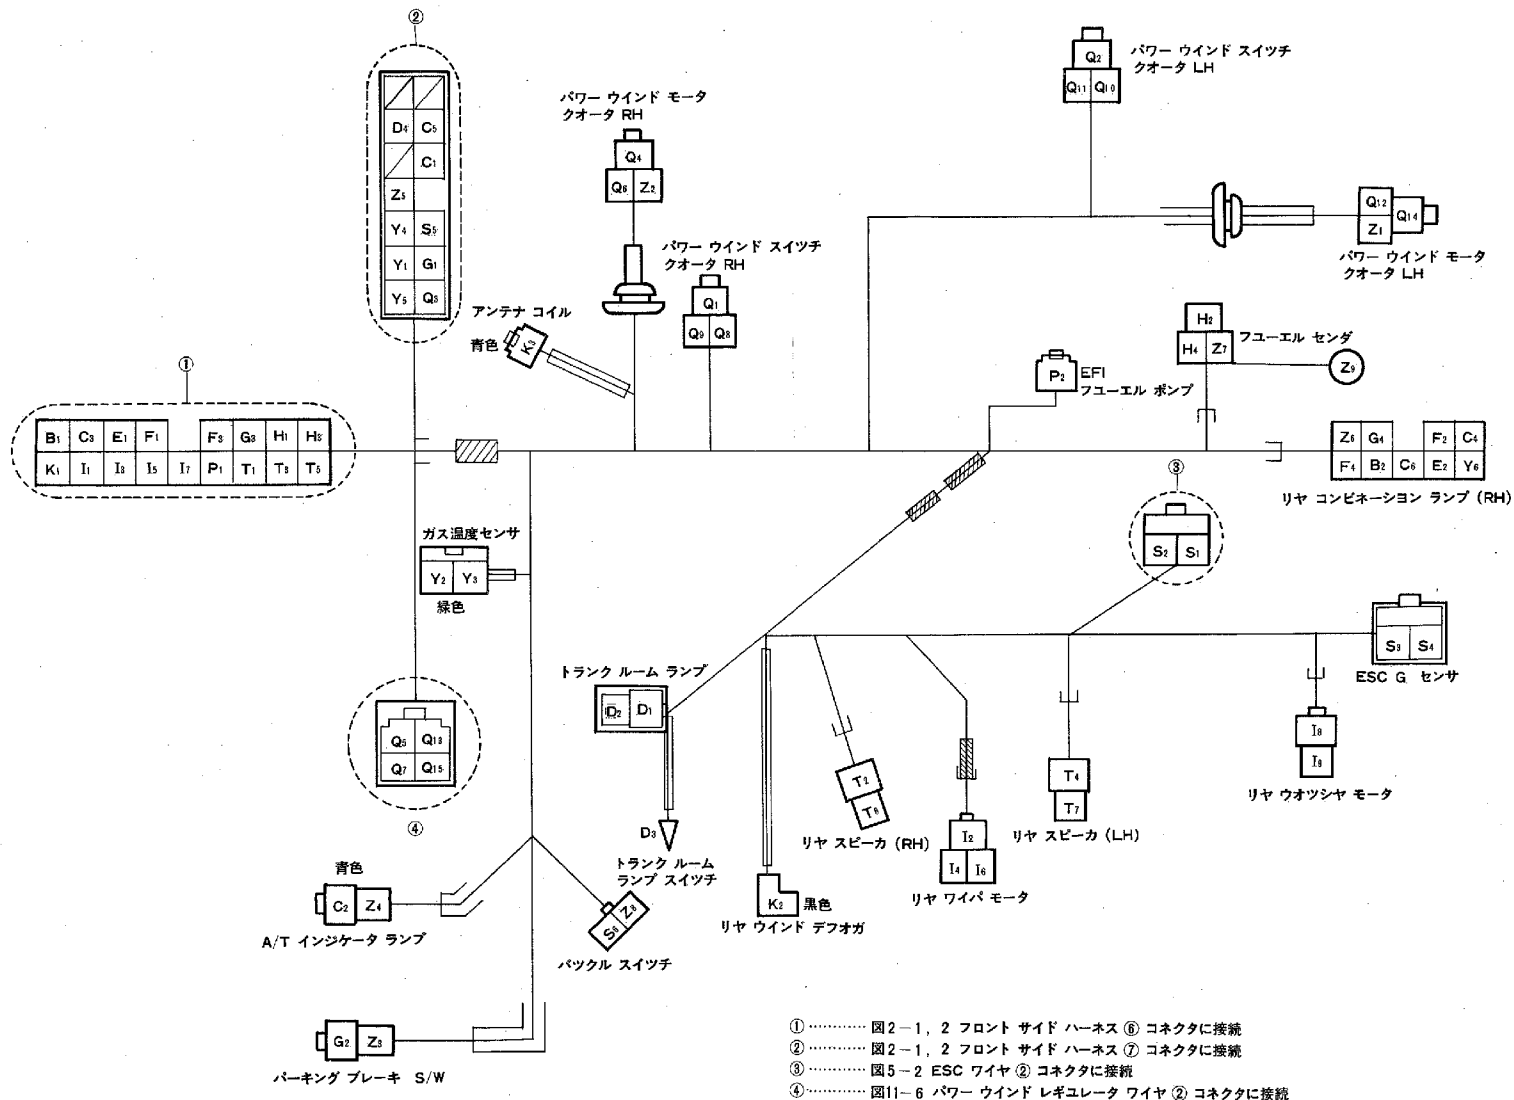 ②
D4 C5
C1
Z5
Y4 S5
Y1 G1
Y5 Q3
Q2
Q11 Q10
パワー ウインド スイツチ
クオータ LH
パワー ウインド モータ
クオータ RH
Q4
Q6 Z2
Q12 Q14
Z1
パワー ウインド モータ
クオータ LH
パワー ウインド スイツチ
クオータ RH
Q1
Q9 Q8
アンテナ コイル
青色
K3
H2
H4 Z7
フユーエル センダ
Z9
P2
EFI
フユーエル ポンプ
①
B1 C3 E1 F1 F3 G3 H1 H3
K1 I1 I3 I5 I7 P1 T1 T3 T5
Z6 G4 F2 C4
F4 B2 C6 E2 Y6
リヤ コンビネーション ランプ (RH)
③
S2 S1
ガス温度センサ
Y2 Y3
緑色
S3 S4
ESC G センサ
トランク ルーム ランプ
D2 D1
Q5 Q13
Q7 Q15
④
D3
トランク ルーム
ランプ スイツチ
T2
T6
リヤ スピーカ (RH)
I2
I4 I6
リヤ ワイパ モータ
T4
T7
リヤ スピーカ (LH)
I8
I9
リヤ ウオツシヤ モータ
K2
黒色
リヤ ウインド デフオガ
青色
C2 Z4
A/T インジケータ ランプ
S6 Z8
バツクル スイツチ
G2 Z3
パーキング ブレーキ S/W
①………… 図2－1, 2 フロント サイド ハーネス ⑥ コネクタに接続
②………… 図2－1, 2 フロント サイド ハーネス ⑦ コネクタに接続
③………… 図5－2 ESC ワイヤ ② コネクタに接続
④………… 図11－6 パワー ウインド レギユレータ ワイヤ ② コネクタに接続